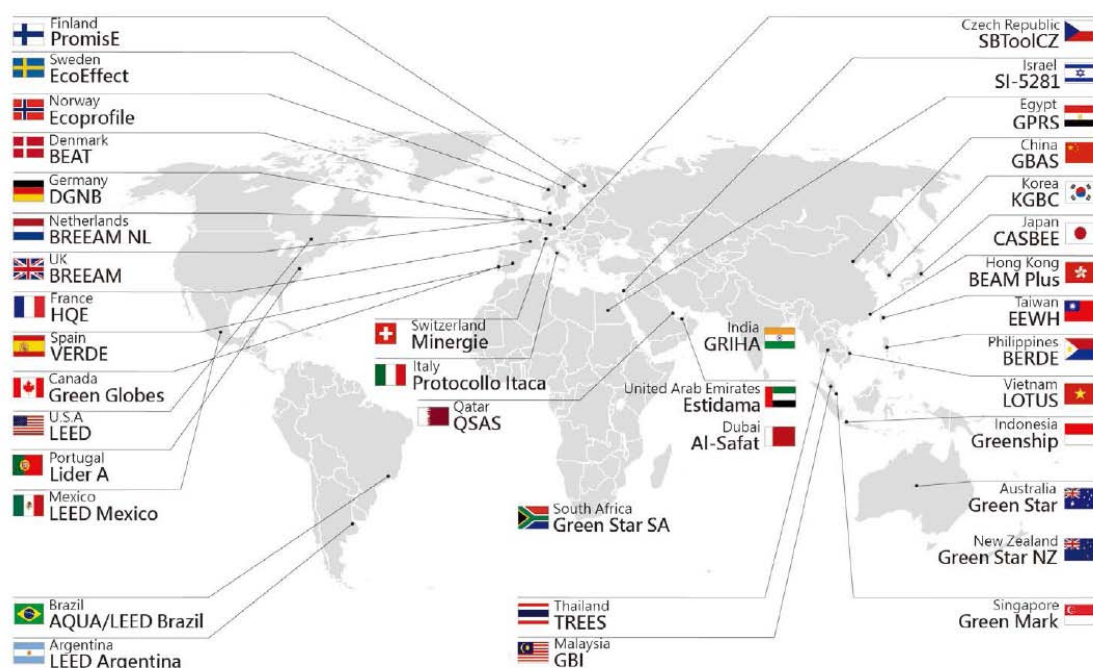 Finland
PromisE
Sweden
EcoEffect
Norway
Ecoprofile
Denmark
BEAT
Germany
DGNB
Netherlands
BREEAM NL
UK
BREEAM
France
HQE
Spain
VERDE
Canada
Green Globes
U.S.A
LEED
Portugal
Lider A
Mexico
LEED Mexico
Brazil
AQUA/LEED Brazil
Argentina
LEED Argentina
Switzerland
Minergie
Italy
Protocollo Itaca
Qatar
QSAS
South Africa
Green Star SA
Thailand
TREES
Malaysia
GBI
India
GRIHA
United Arab Emirates
Estidama
Dubai
Al-Safat
Czech Republic
SBToolCZ
Israel
SI-5281
Egypt
GPRS
China
GBAS
Korea
KGBC
Japan
CASBEE
Hong Kong
BEAM Plus
Taiwan
EEWH
Philippines
BERDE
Vietnam
LOTUS
Indonesia
Greenship
Australia
Green Star
New Zealand
Green Star NZ
Singapore
Green Mark